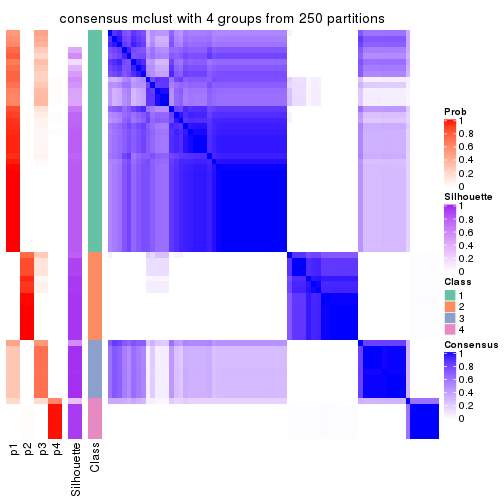 consensus mclust with 4 groups from 250 partitions
Prob
1
0.8
0.6
0.4
0.2
0
Silhouette
1
0.8
0.6
0.4
0.2
0
Class
1
2
3
4
Consensus
1
0.8
0.6
0.4
0.2
0
p1
p2
p3
p4
Silhouette
Class